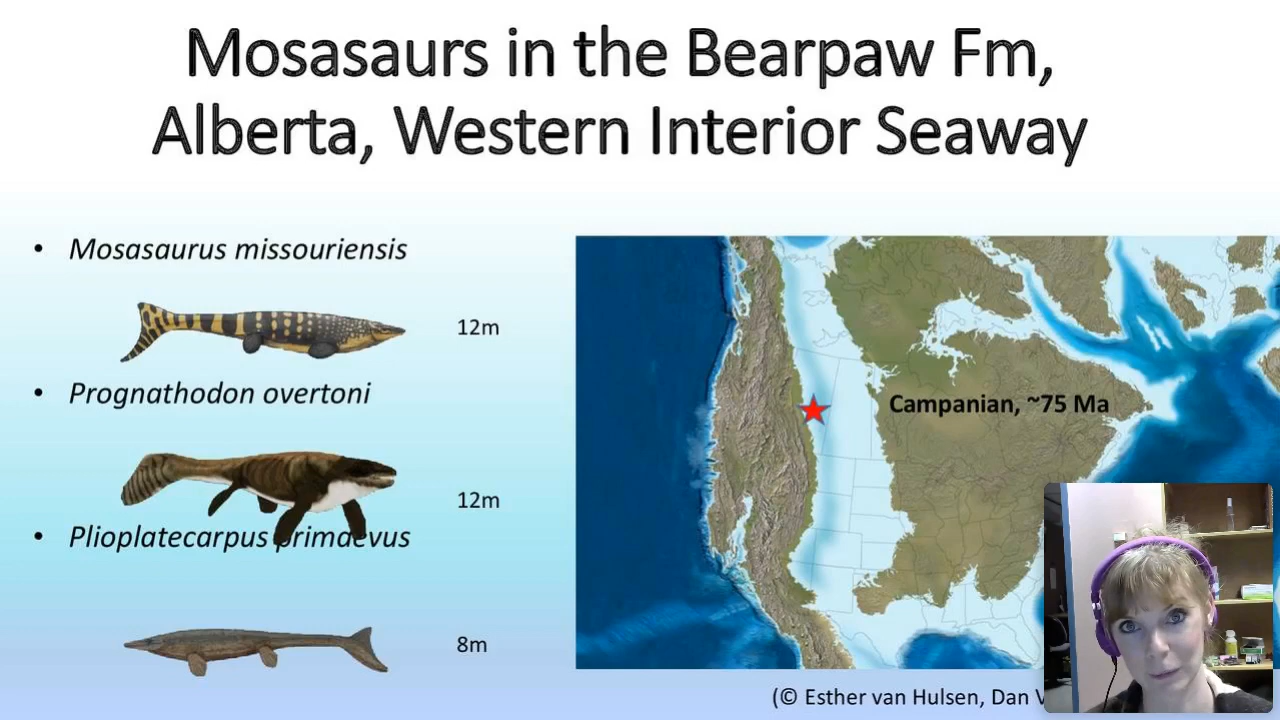 Mosasaurs in the Bearpaw Fm,
Alberta, Western Interior Seaway
• Mosasaurus missouriensis
12m
• Prognathodon overtoni
12m
• Plioplatecarpus primaevus
8m
Campanian, ~75 Ma
(© Esther van Hulsen, Dan